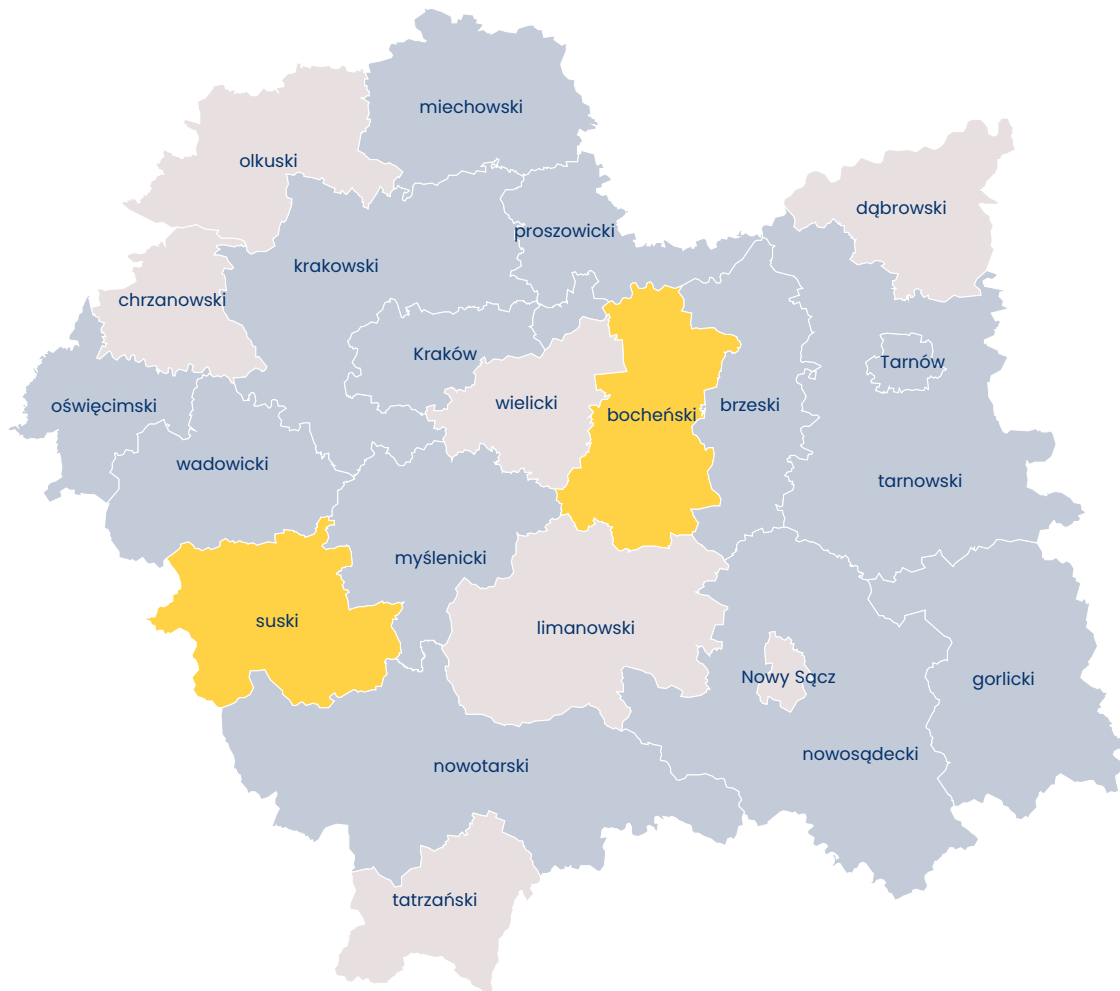 miechowski
olkuski
dąbrowski
proszowicki
krakowski
chrzanowski
Kraków
Tarnów
oświęcimski
wielicki
bocheński
brzeski
wadowicki
tarnowski
myślenicki
suski
limanowski
Nowy Sącz
gorlicki
nowosądecki
nowotarski
tatrzański